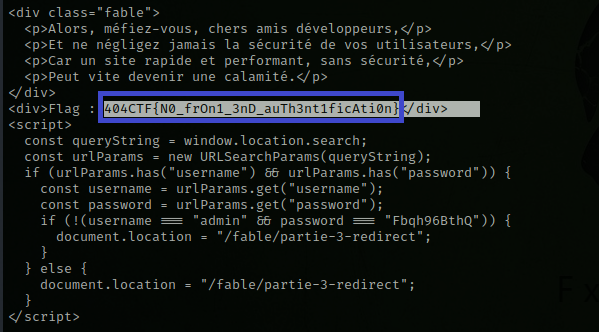 <div class="fable">
<p>Alors, méfiez-vous, chers amis développeurs,</p>
<p>Et ne négligez jamais la sécurité de vos utilisateurs,</p>
<p>Car un site rapide et performant, sans sécurité,</p>
<p>Peut vite devenir une calamité.</p>
</div>
<div>Flag : 404CTF{N0_frOn1_3nD_auTh3nt1ficAti0n}</div>
<script>
const queryString = window.location.search;
const urlParams = new URLSearchParams(queryString);
if (urlParams.has("username") && urlParams.has("password")) {
const username = urlParams.get("username");
const password = urlParams.get("password");
if (!(username === "admin" && password === "Fbqh96BthQ")) {
document.location = "/fable/partie-3-redirect";
}
} else {
document.location = "/fable/partie-3-redirect";
}
</script>
F x